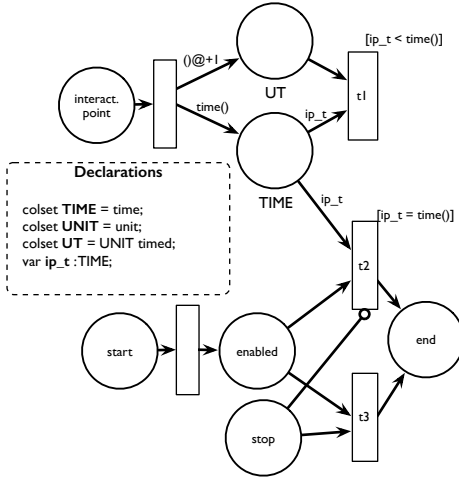 [ip_t < time()]
()@+1
interact.
point
UT
t1
time()
ip_t
TIME
Declarations
colset TIME = time;
colset UNIT = unit;
colset UT = UNIT timed;
var ip_t :TIME;
ip_t
[ip_t = time()]
t2
start
enabled
end
stop
t3